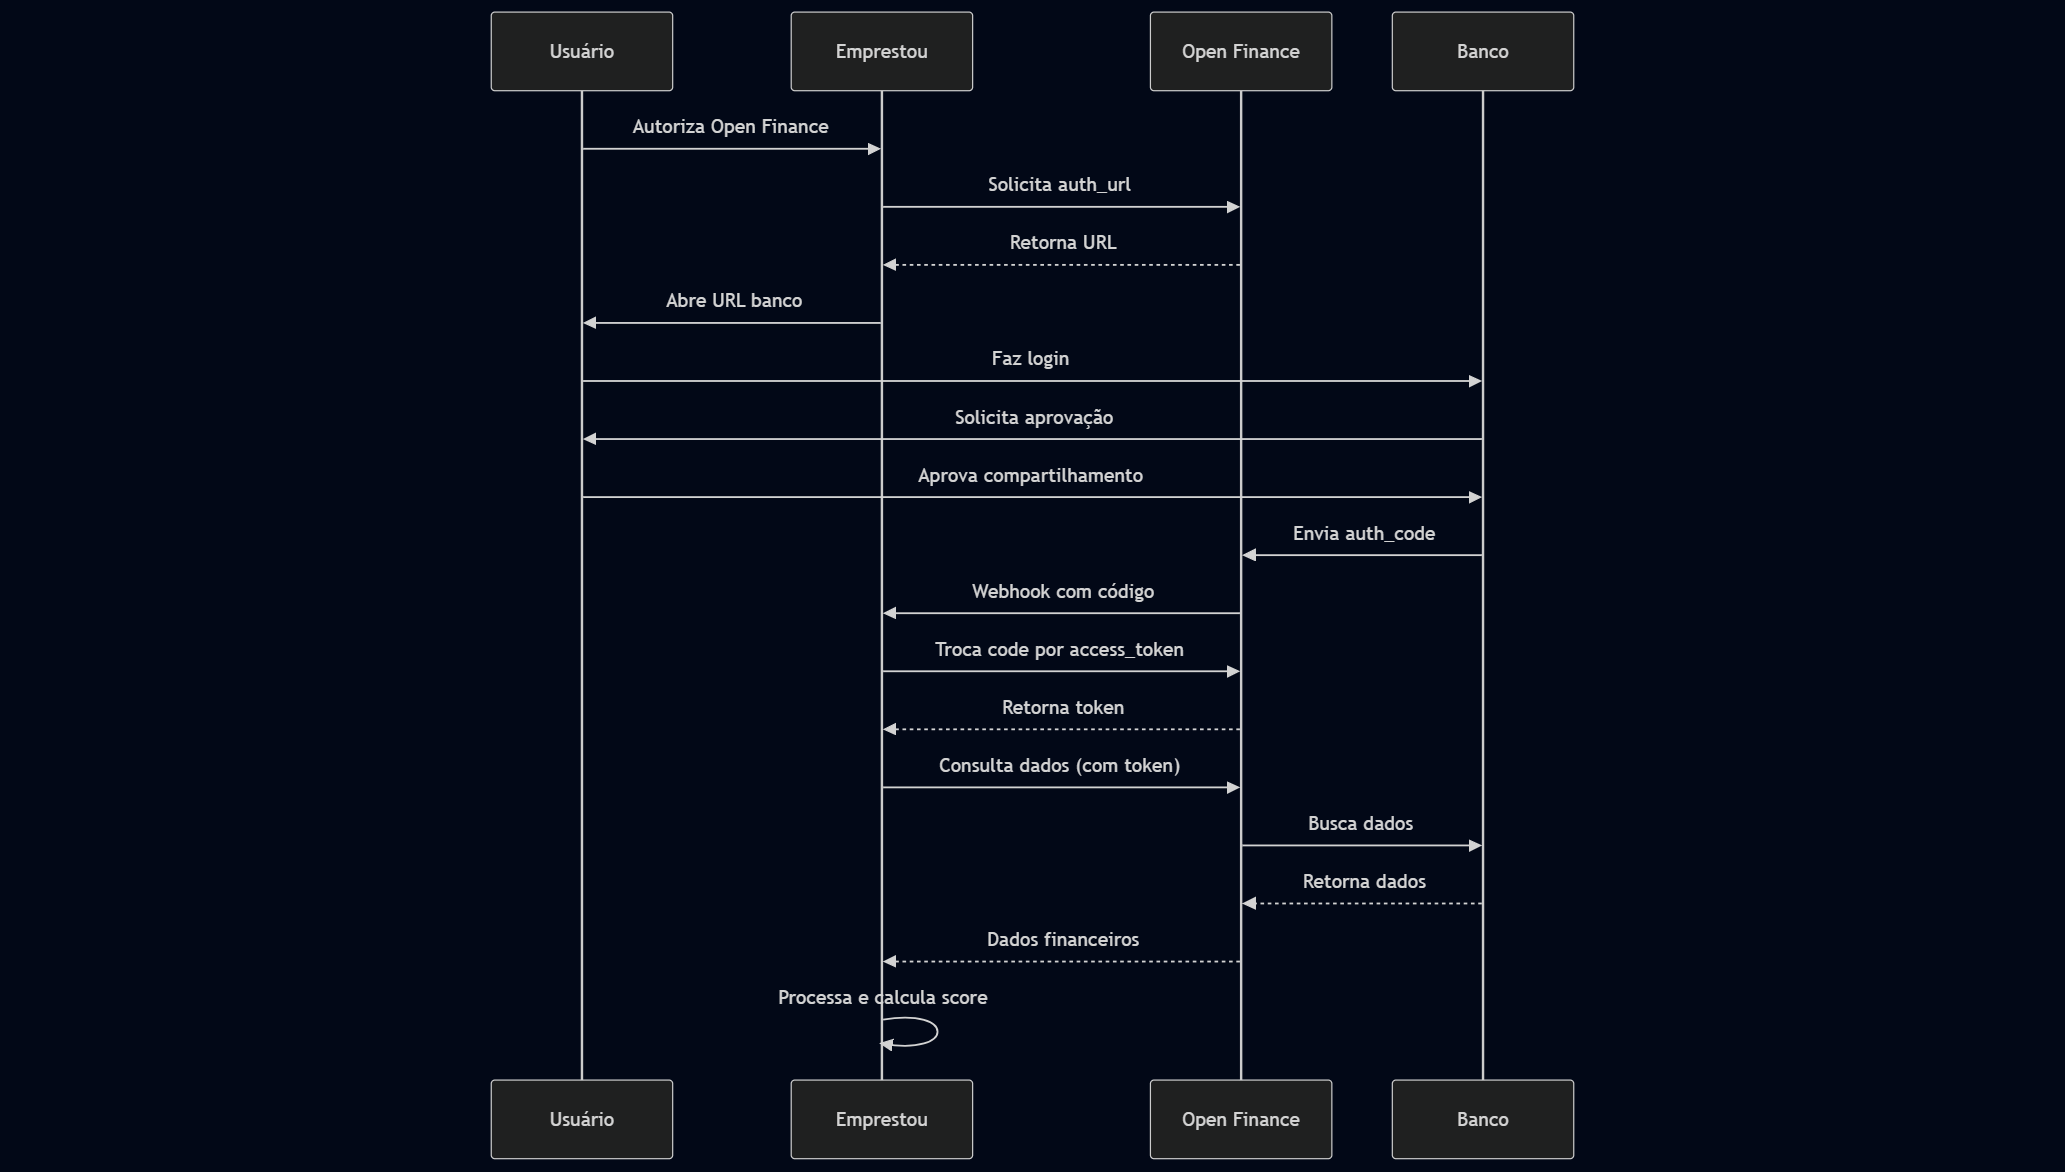 Usuário
Emprestou
Open Finance
Banco
Autoriza Open Finance
Solicita auth_url
Retorna URL
Abre URL banco
Faz login
Solicita aprovação
Aprova compartilhamento
Envia auth_code
Webhook com código
Troca code por access_token
Retorna token
Consulta dados (com token)
Busca dados
Retorna dados
Dados financeiros
Processa e calcula score
Usuário
Emprestou
Open Finance
Banco